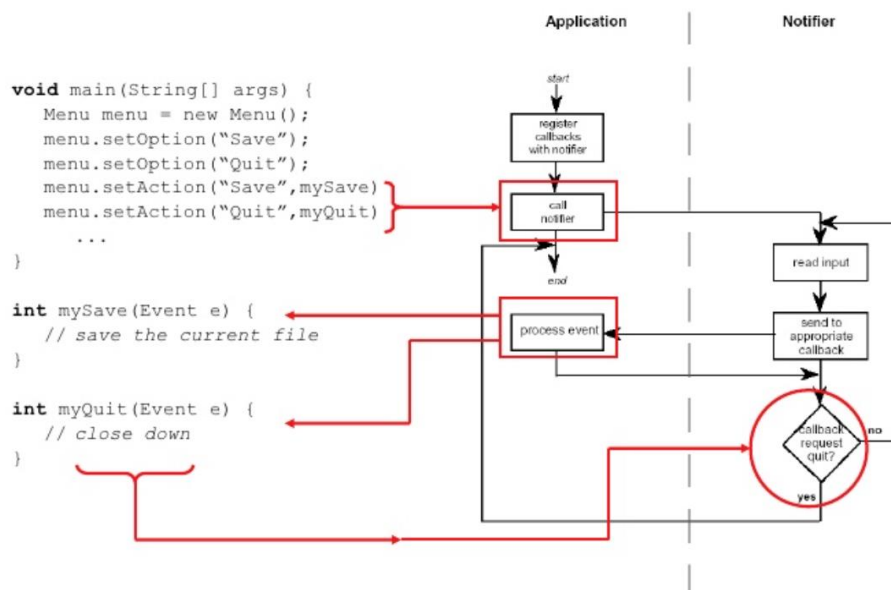 Application
Notifier
void main(String[] args) {
Menu menu = new Menu();
menu.setOption(“Save”);
menu.setOption(“Quit”);
menu.setAction(“Save”,mySave)
menu.setAction(“Quit”,myQuit)
...
}
int mySave(Event e) {
// save the current file
}
int myQuit(Event e) {
// close down
}
start
register
callbacks
with notifier
call
notifier
end
process event
read input
send to
appropriate
callback
callback
request
quit?
no
yes